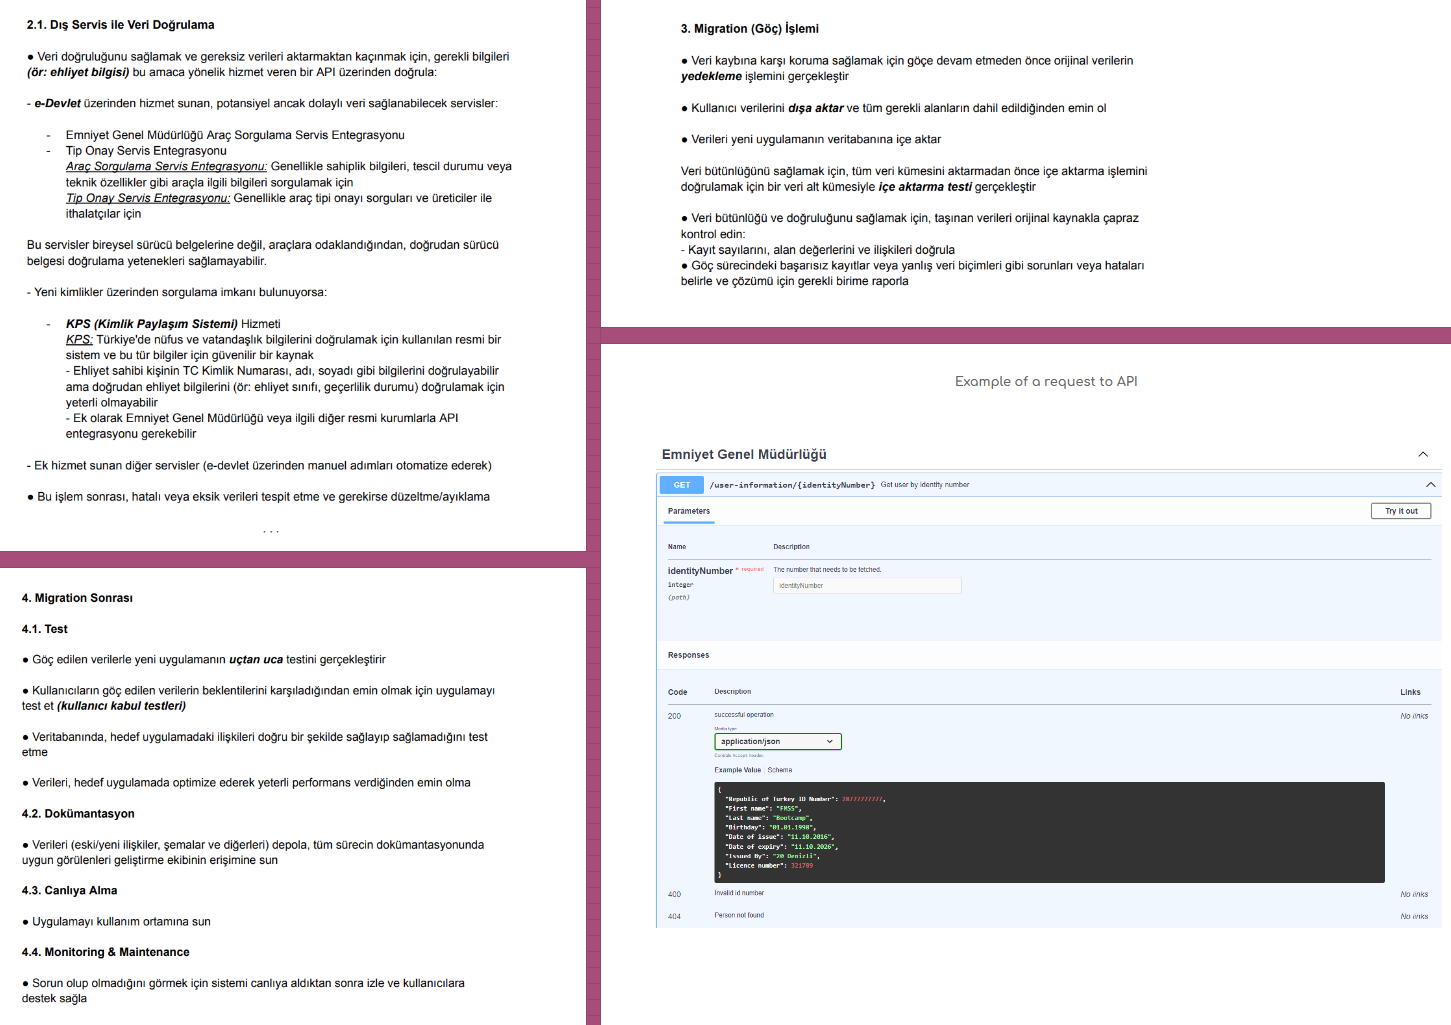 2.1. Dış Servis ile Veri Doğrulama
● Veri doğruluğunu sağlamak ve gereksiz verileri aktarmaktan kaçınmak için, gerekli bilgileri
(ör: ehliyet bilgisi) bu amaca yönelik hizmet veren bir API üzerinden doğrula:
- e-Devlet üzerinden hizmet sunan, potansiyel ancak dolaylı veri sağlanabilecek servisler:
- Emniyet Genel Müdürlüğü Araç Sorgulama Servis Entegrasyonu
- Tip Onay Servis Entegrasyonu
Araç Sorgulama Servis Entegrasyonu: Genellikle sahiplik bilgileri, tescil durumu veya
teknik özellikler gibi araçla ilgili bilgileri sorgulamak için
Tip Onay Servis Entegrasyonu: Genellikle araç tipi onayı sorguları ve üreticiler ile
ithalatçılar için
Bu servisler bireysel sürücü belgelerine değil, araçlara odaklandığından, doğrudan sürücü
belgesi doğrulama yetenekleri sağlamayabilir.
- Yeni kimlikler üzerinden sorgulama imkanı bulunuyorsa:
- KPS (Kimlik Paylaşım Sistemi) Hizmeti
KPS: Türkiye'de nüfus ve vatandaşlık bilgilerini doğrulamak için kullanılan resmi bir
sistem ve bu tür bilgiler için güvenilir bir kaynak
- Ehliyet sahibi kişinin TC Kimlik Numarası, adı, soyadı gibi bilgilerini doğrulayabilir
ama doğrudan ehliyet bilgilerini (ör: ehliyet sınıfı, geçerlilik durumu) doğrulamak için
yeterli olmayabilir
- Ek olarak Emniyet Genel Müdürlüğü veya ilgili diğer resmi kurumlarla API
entegrasyonu gerekebilir
- Ek hizmet sunan diğer servisler (e-devlet üzerinden manuel adımları otomatize ederek)
● Bu işlem sonrası, hatalı veya eksik verileri tespit etme ve gerekirse düzeltme/ayıklama
. . .
3. Migration (Göç) İşlemi
● Veri kaybına karşı koruma sağlamak için göçe devam etmeden önce orijinal verilerin
yedekleme işlemini gerçekleştir
● Kullanıcı verilerini dışa aktar ve tüm gerekli alanların dahil edildiğinden emin ol
● Verileri yeni uygulamanın veritabanına içe aktar
Veri bütünlüğünü sağlamak için, tüm veri kümesini aktarmadan önce içe aktarma işlemini
doğrulamak için bir veri alt kümesiyle içe aktarma testi gerçekleştir
● Veri bütünlüğü ve doğruluğunu sağlamak için, taşınan verileri orijinal kaynakla çapraz
kontrol edin:
- Kayıt sayılarını, alan değerlerini ve ilişkileri doğrula
● Göç sürecindeki başarısız kayıtlar veya yanlış veri biçimleri gibi sorunları veya hataları
belirle ve çözümü için gerekli birime raporla
4. Migration Sonrası
4.1. Test
● Göç edilen verilerle yeni uygulamanın uçtan uca testini gerçekleştirir
● Kullanıcıların göç edilen verilerin beklentilerini karşıladığından emin olmak için uygulamayı
test et (kullanıcı kabul testleri)
● Veritabanında, hedef uygulamadaki ilişkileri doğru bir şekilde sağlayıp sağlamadığını test
etme
● Verileri, hedef uygulamada optimize ederek yeterli performans verdiğinden emin olma
4.2. Dokümantasyon
● Verileri (eski/yeni ilişkiler, şemalar ve diğerleri) depola, tüm sürecin dokümantasyonunda
uygun görülenleri geliştirme ekibinin erişimine sun
4.3. Canlıya Alma
● Uygulamayı kullanım ortamına sun
4.4. Monitoring & Maintenance
● Sorun olup olmadığını görmek için sistemi canlıya aldıktan sonra izle ve kullanıcılara
destek sağla
Example of a request to API
Emniyet Genel Müdürlüğü
GET /user-information/{identityNumber} Get user by identity number
Parameters
Try it out
Name Description
identityNumber * required The number that needs to be fetched.
integer identityNumber
(path)
Responses
Code Description Links
200 successful operation No links
Media type
application/json
Controls Accept header.
Example Value Schema
{
"Republic of Turkey ID Number": 2877777777,
"First name": "FMSS",
"Last name": "Bootcamp",
"Birthday": "01.01.1998",
"Date of issue": "11.10.2016",
"Date of expiry": "11.10.2026",
"Issued By": "20 Denizli",
"Licence number": 321789
}
400 Invalid id number No links
404 Person not found No links